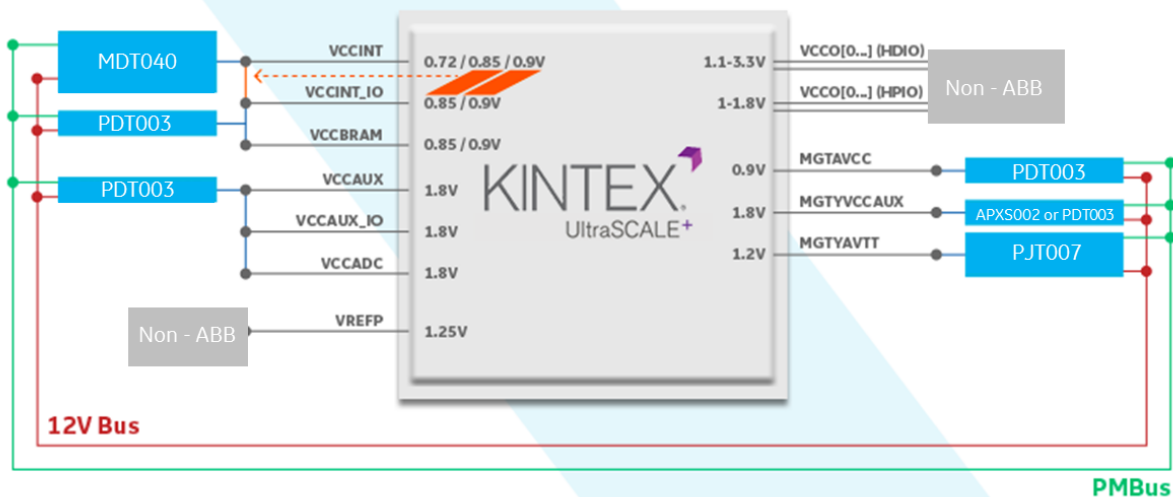 MDT040
PDT003
PDT003
Non - ABB
VCCINT
VCCINT_IO
VCCBRAM
VCCAUX
VCCAUX_IO
VCCADC
VREFP
0.72 / 0.85 / 0.9V
0.85 / 0.9V
0.85 / 0.9V
1.8V
1.8V
1.8V
1.25V
KINTEX.
UltraSCALE+
1.1-3.3V
1-1.8V
0.9V
1.8V
1.2V
VCCO[0...] (HDIO)
VCCO[0...] (HPIO)
MGTAVCC
MGTYVCCAUX
MGTYAVTT
Non - ABB
PDT003
APXS002 or PDT003
PJT007
12V Bus
PMBus